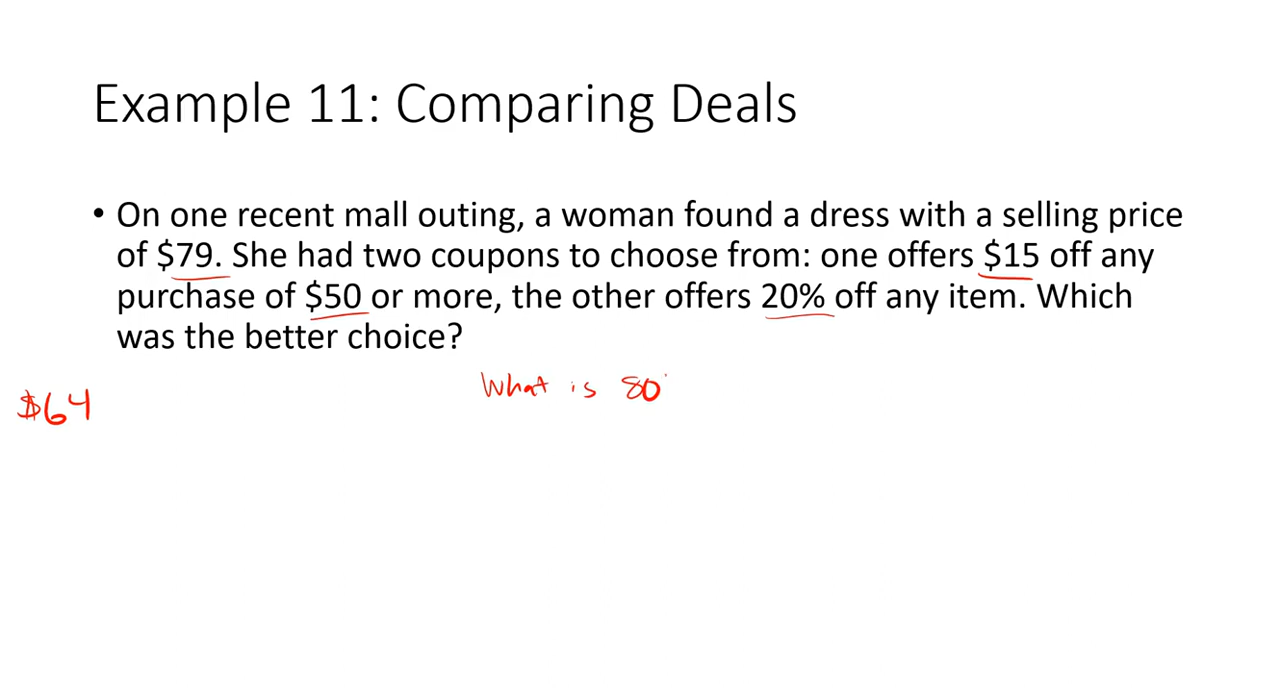 Example 11: Comparing Deals
• On one recent mall outing, a woman found a dress with a selling price
of $79. She had two coupons to choose from: one offers $15 off any
purchase of $50 or more, the other offers 20% off any item. Which
was the better choice?
What is 80
$64